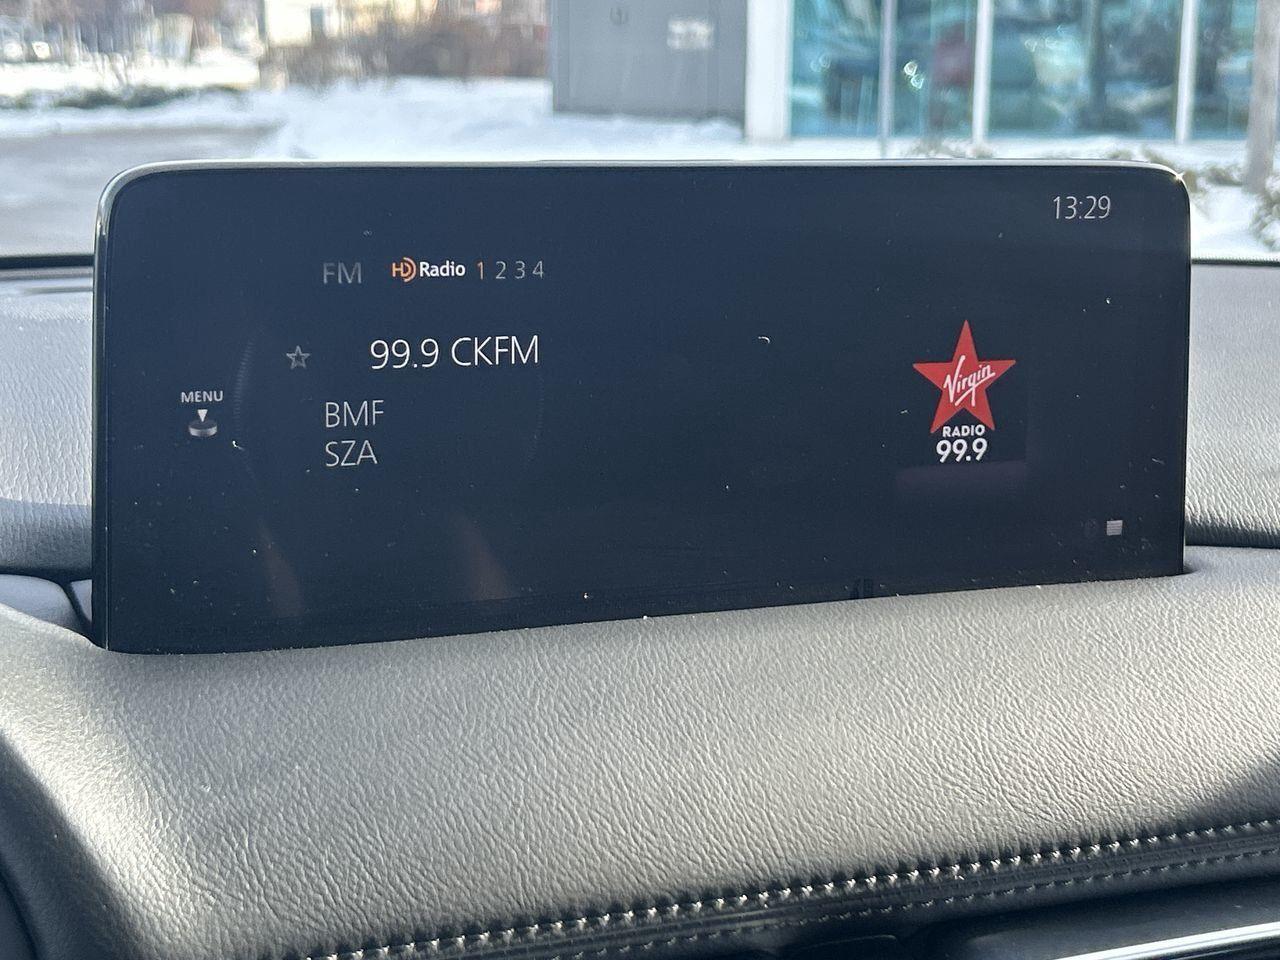 13:29
FM HD Radio 1 2 3 4
99.9 CKFM
MENU
BMF
SZA
Virgin
RADIO
99.9